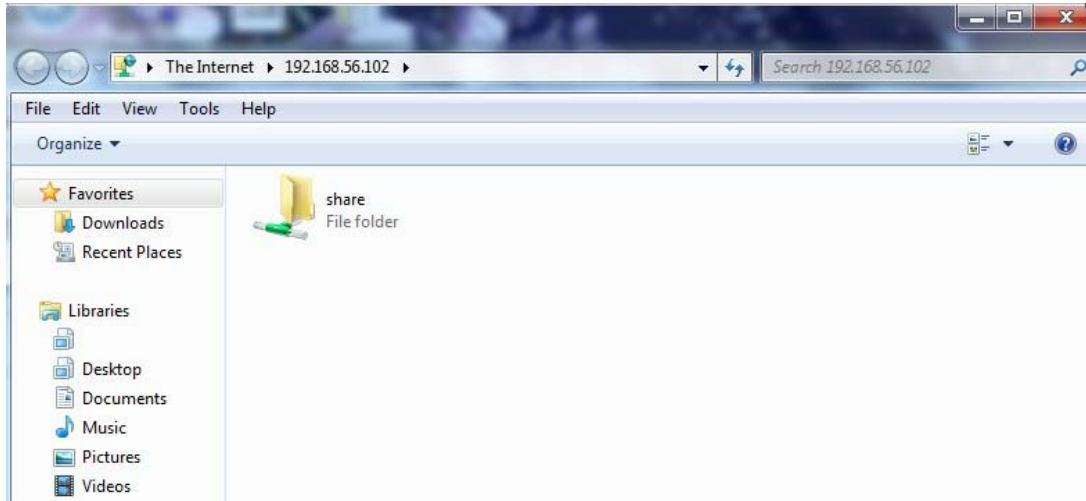 The Internet 192.168.56.102
Search 192.168.56.102
File Edit View Tools Help
Organize
Favorites
Downloads
Recent Places
Libraries
Desktop
Documents
Music
Pictures
Videos
share
File folder